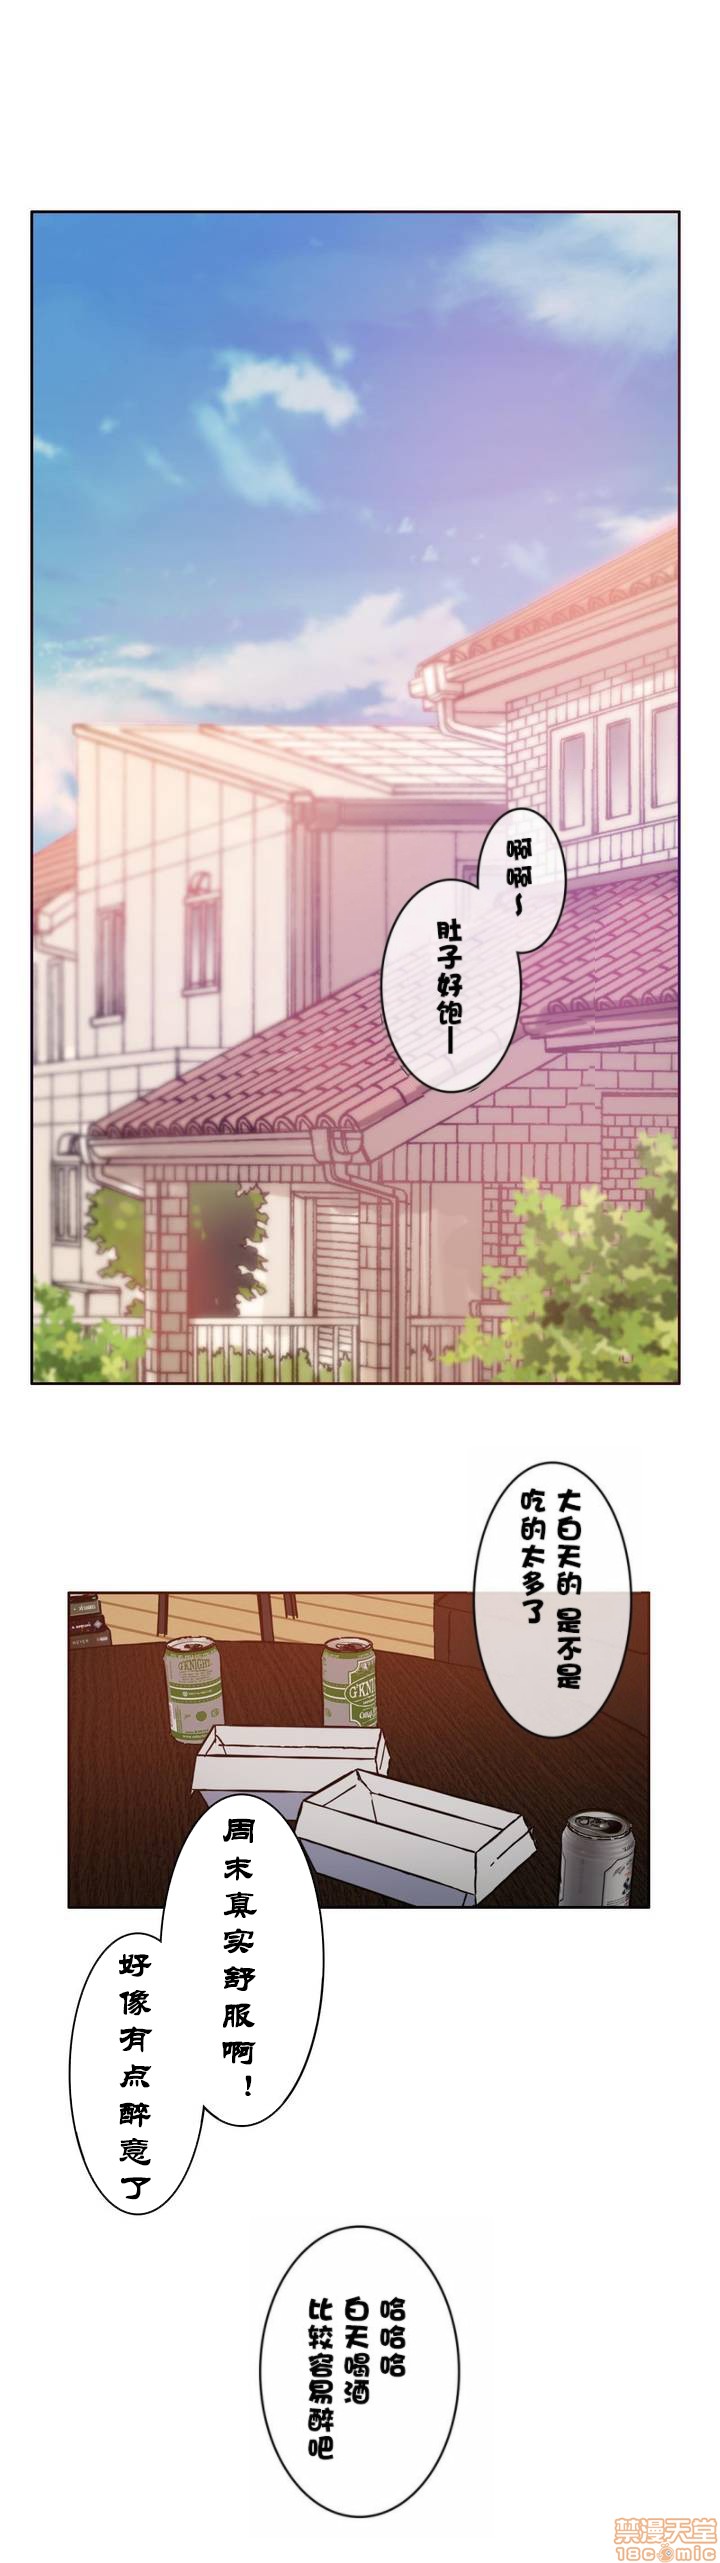 啊啊~
肚子好饱—
大白天的是不是
吃的太多了
G'KNIGHT
周末真实舒服啊！
好像有点醉意了
哈哈哈
白天喝酒
比较容易醉吧
禁漫天堂
18comic